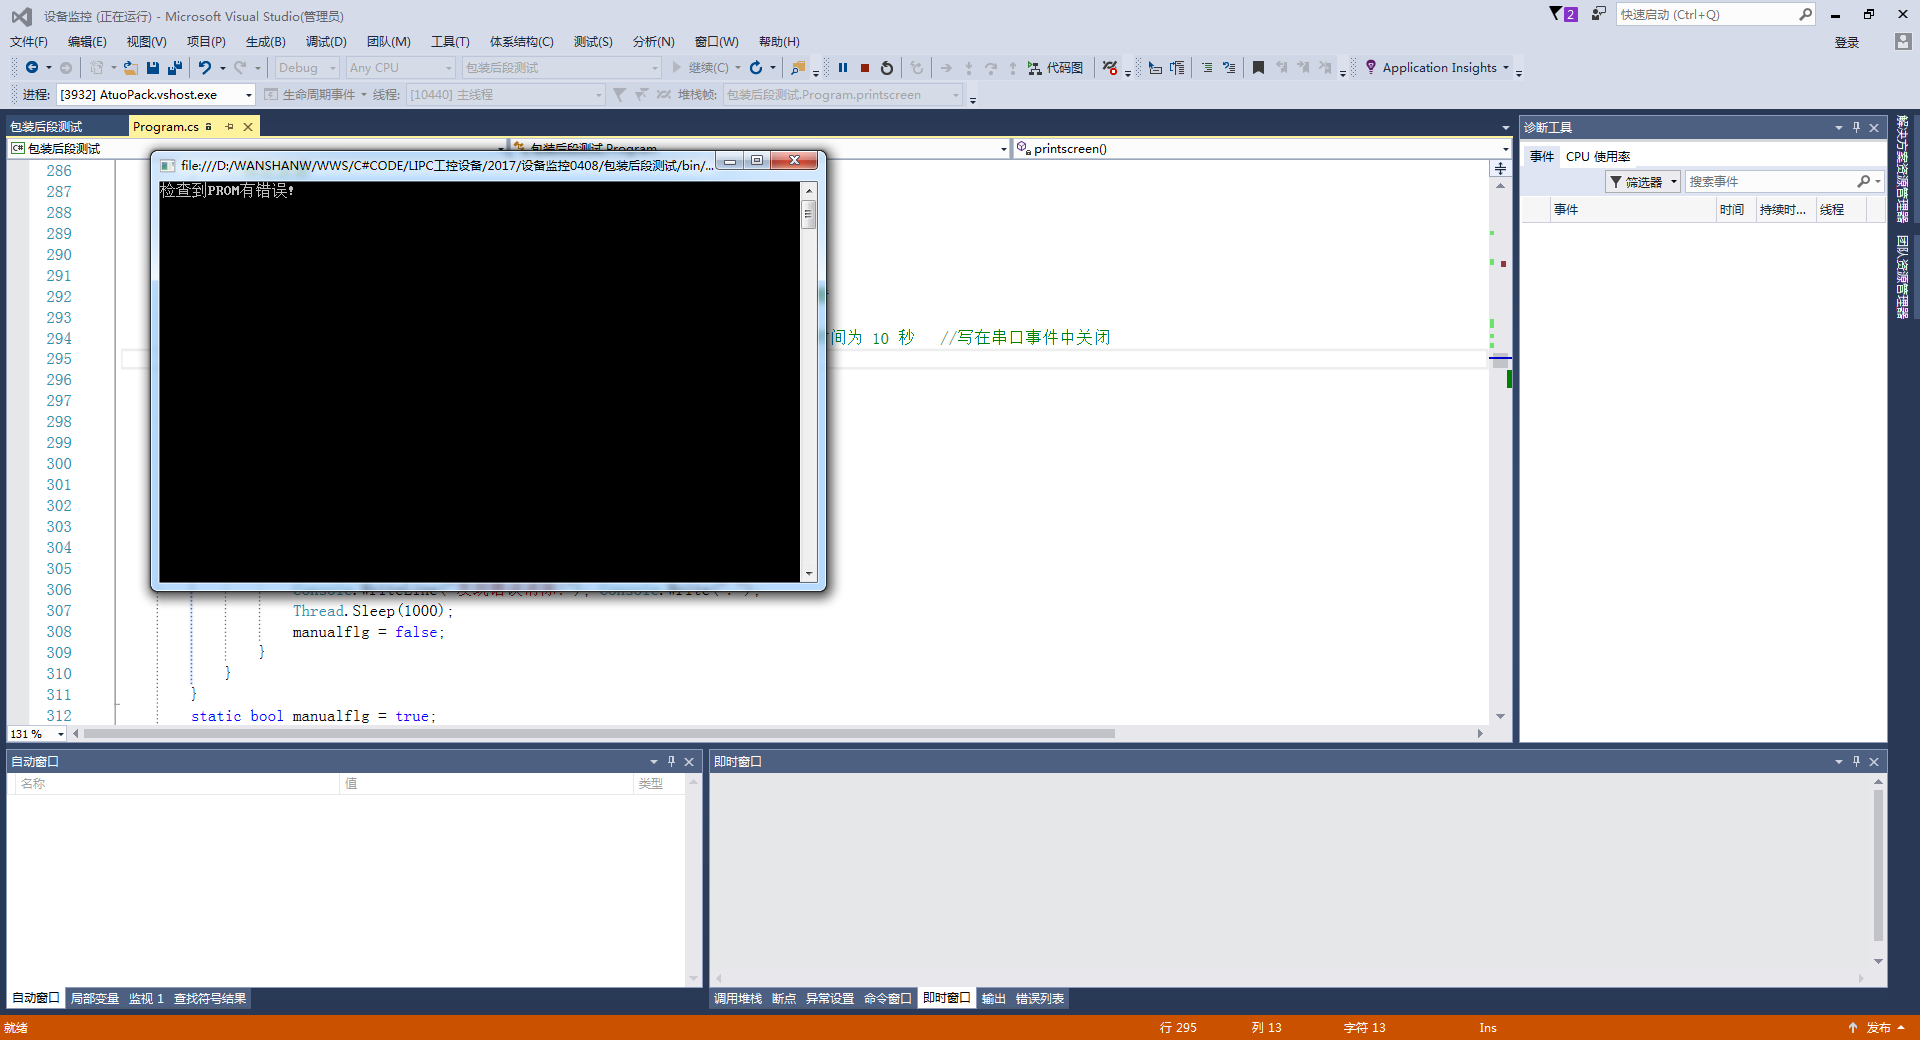 设备监控 (正在运行) - Microsoft Visual Studio(管理员)
2
快速启动 (Ctrl+Q)
文件(F) 编辑(E) 视图(V) 项目(P) 生成(B) 调试(D) 团队(M) 工具(T) 体系结构(C) 测试(S) 分析(N) 窗口(W) 帮助(H)
登录
Debug Any CPU 包装后段测试 继续(C) 代码图 Application Insights
进程: [3932] AtuoPack.vshost.exe 生命周期事件 线程: [10440] 主线程 堆栈帧: 包装后段测试.Program.printscreen
包装后段测试 Program.cs
包装后段测试 包装后段测试.Program printscreen()
file:///D:/WANSHANW/WWS/C#CODE/LIPC工控设备/2017/设备监控0408/包装后段测试/bin/...
检查到PROM有错误!
286
287
288
289
290
291
292
293
294 间为 10 秒 //写在串口事件中关闭
295
296
297
298
299
300
301
302
303
304
305
306
307 Thread.Sleep(1000);
308 manualflg = false;
309 }
310 }
311 }
312 static bool manualflg = true;
131 %
诊断工具
事件 CPU 使用率
筛选器 搜索事件
事件 时间 持续时... 线程
解决方案资源管理器
团队资源管理器
自动窗口
名称 值 类型
自动窗口 局部变量 监视 1 查找符号结果
即时窗口
调用堆栈 断点 异常设置 命令窗口 即时窗口 输出 错误列表
就绪 行 295 列 13 字符 13 Ins 发布